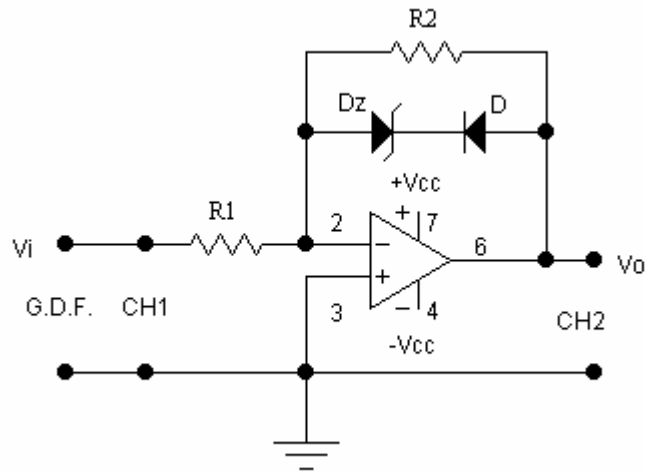 R2
Dz
D
+Vcc
R1
2
+
7
Vi
−
6
Vo
+
G.D.F.
CH1
3
−
4
CH2
-Vcc